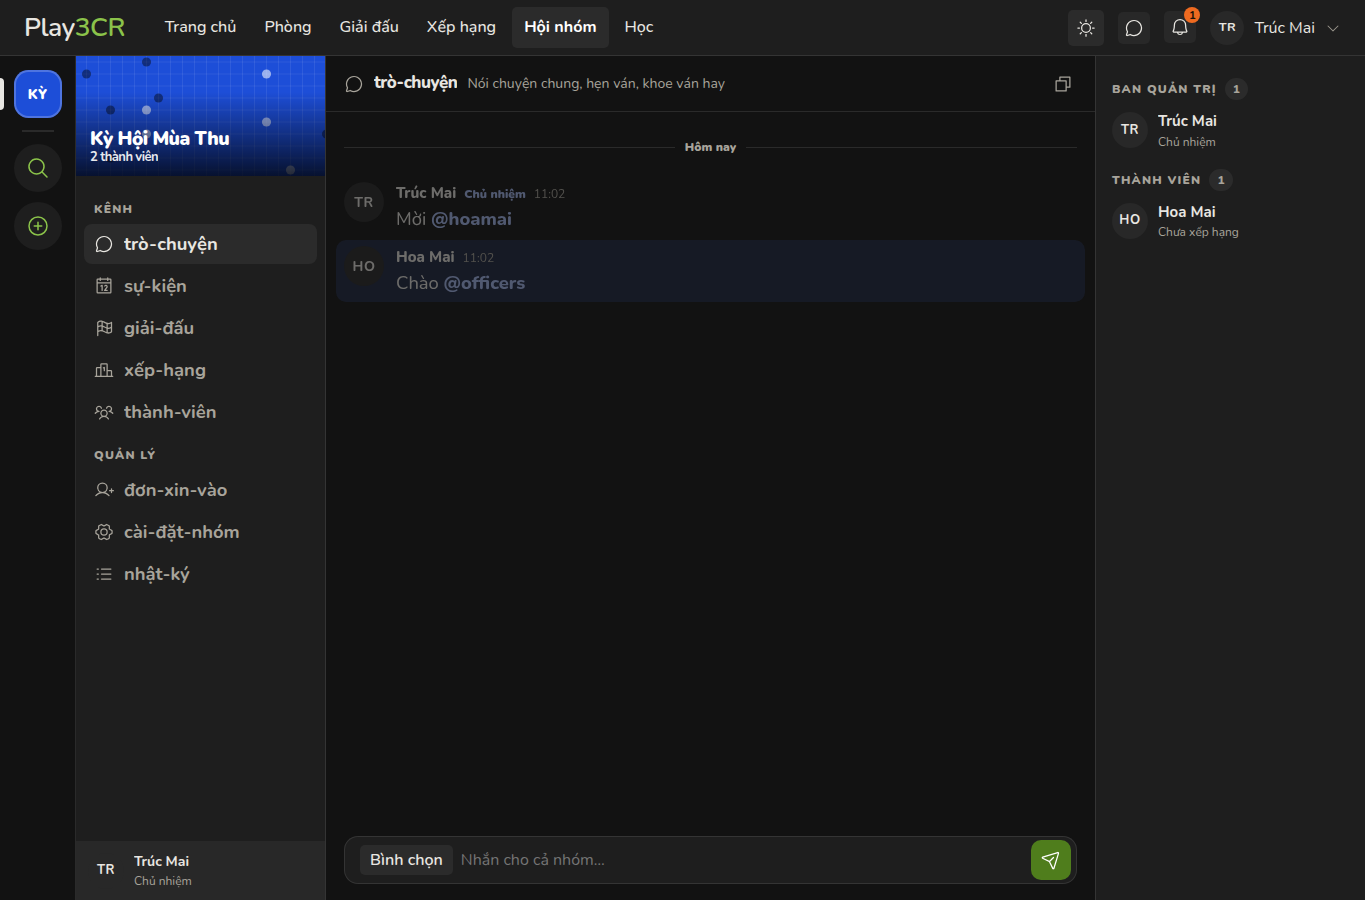 Play3CR
Trang chủ
Phòng
Giải đấu
Xếp hạng
Hội nhóm
Học
1
TR
Trúc Mai
KỲ
Kỳ Hội Mùa Thu
2 thành viên
KÊNH
trò-chuyện
sự-kiện
12
giải-đấu
xếp-hạng
thành-viên
QUẢN LÝ
đơn-xin-vào
cài-đặt-nhóm
nhật-ký
TR
Trúc Mai
Chủ nhiệm
trò-chuyện Nói chuyện chung, hẹn ván, khoe ván hay
Hôm nay
TR
Trúc Mai Chủ nhiệm 11:02
Mời @hoamai
HO
Hoa Mai 11:02
Chào @officers
Bình chọn
Nhắn cho cả nhóm...
BAN QUẢN TRỊ 1
TR
Trúc Mai
Chủ nhiệm
THÀNH VIÊN 1
HO
Hoa Mai
Chưa xếp hạng